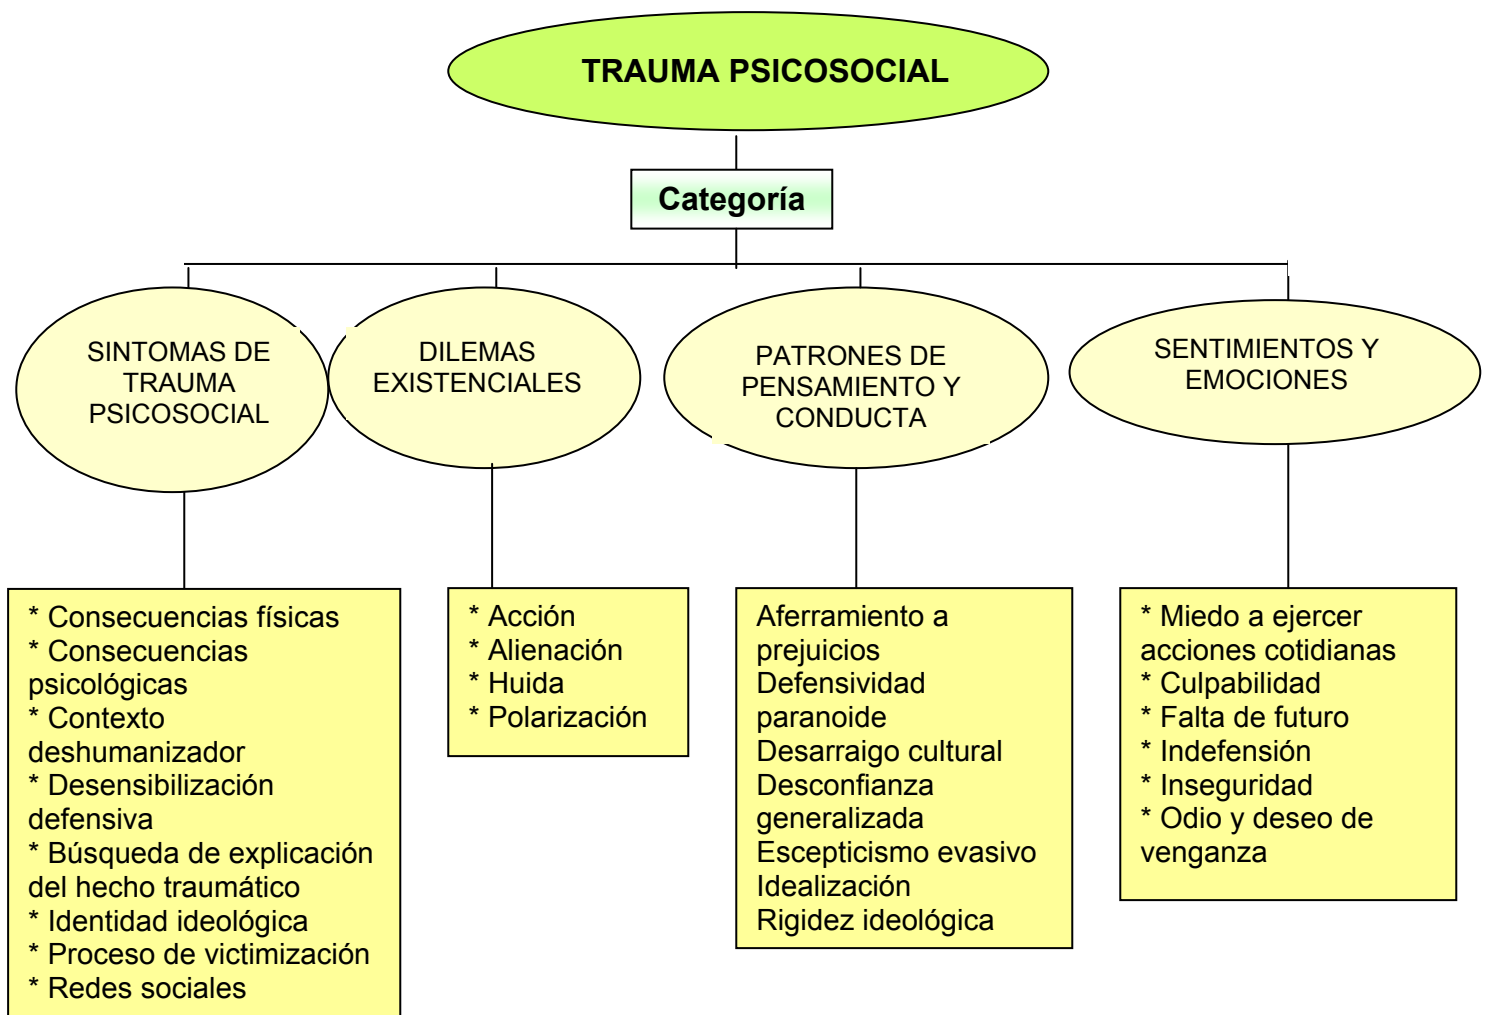 TRAUMA PSICOSOCIAL
Categoría
SINTOMAS DE
TRAUMA
PSICOSOCIAL
DILEMAS
EXISTENCIALES
PATRONES DE
PENSAMIENTO Y
CONDUCTA
SENTIMIENTOS Y
EMOCIONES
* Consecuencias físicas
* Consecuencias
psicológicas
* Contexto
deshumanizador
* Desensibilización
defensiva
* Búsqueda de explicación
del hecho traumático
* Identidad ideológica
* Proceso de victimización
* Redes sociales
* Acción
* Alienación
* Huida
* Polarización
Aferramiento a
prejuicios
Defensividad
paranoide
Desarraigo cultural
Desconfianza
generalizada
Escepticismo evasivo
Idealización
Rigidez ideológica
* Miedo a ejercer
acciones cotidianas
* Culpabilidad
* Falta de futuro
* Indefensión
* Inseguridad
* Odio y deseo de
venganza